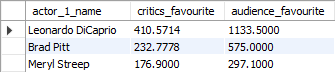 actor_1_name critics_favourite audience_favourite
Leonardo DiCaprio 410.5714 1133.5000
Brad Pitt 232.7778 575.0000
Meryl Streep 176.9000 297.1000